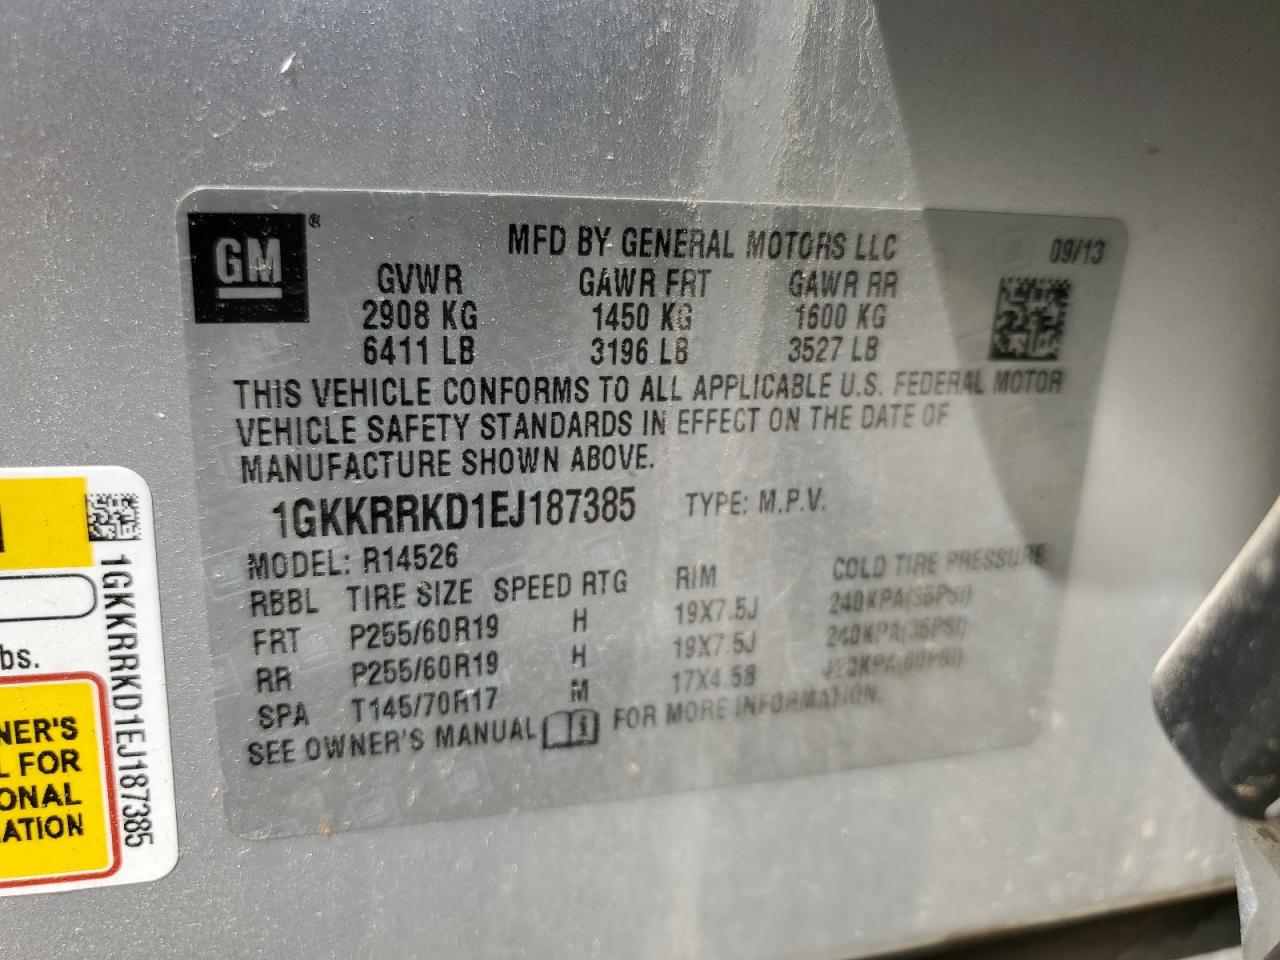 GM ®
MFD BY GENERAL MOTORS LLC 09/13
GVWR GAWR FRT GAWR RR
2908 KG 1450 KG 1600 KG
6411 LB 3196 LB 3527 LB
THIS VEHICLE CONFORMS TO ALL APPLICABLE U.S. FEDERAL MOTOR
VEHICLE SAFETY STANDARDS IN EFFECT ON THE DATE OF
MANUFACTURE SHOWN ABOVE.
1GKKRRKD1EJ187385 TYPE: M.P.V.
MODEL: R14526
RBBL TIRE SIZE SPEED RTG RIM COLD TIRE PRESSURE
FRT P255/60R19 H 19X7.5J 240KPA(35PSI)
RR P255/60R19 H 19X7.5J 240KPA(35PSI)
SPA T145/70R17 M 17X4.5B
SEE OWNER'S MANUAL FOR MORE INFORMATION.
1GKKRRKD1EJ187385
bs.
NER'S
L FOR
ONAL
ATION